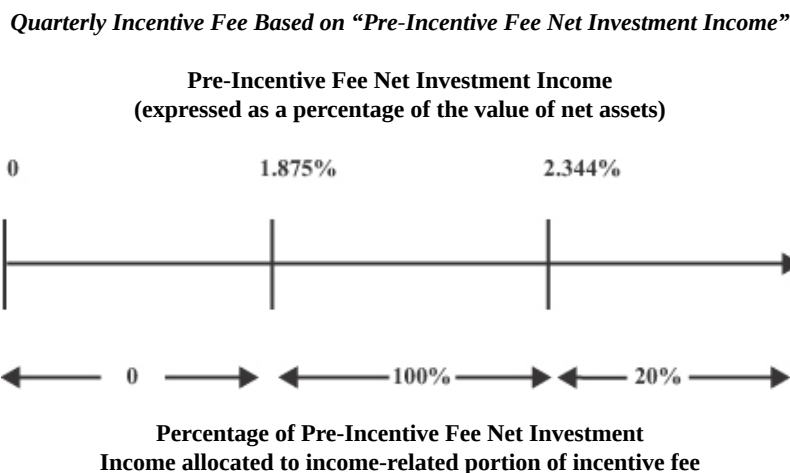 Quarterly Incentive Fee Based on “Pre-Incentive Fee Net Investment Income”
Pre-Incentive Fee Net Investment Income
(expressed as a percentage of the value of net assets)
0 1.875% 2.344%
0 100% 20%
Percentage of Pre-Incentive Fee Net Investment
Income allocated to income-related portion of incentive fee